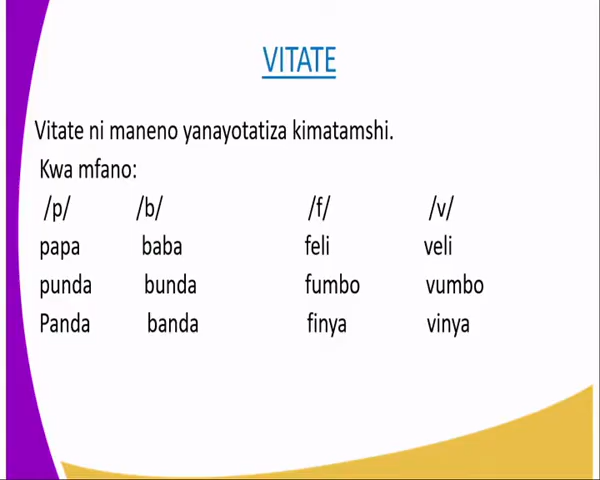 VITATE
Vitate ni maneno yanayotatiza kimatamshi.
Kwa mfano:
/p/ /b/ /f/ /v/
papa baba feli veli
punda bunda fumbo vumbo
Panda banda finya vinya